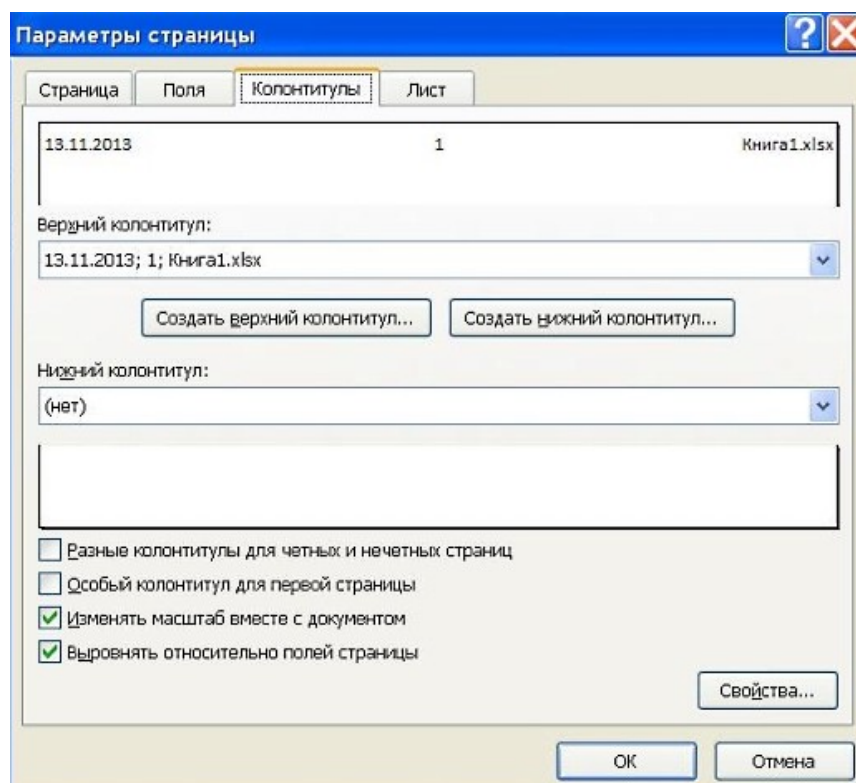 Параметры страницы
Страница Поля Колонтитулы Лист
13.11.2013 1 Книга1.xlsx
Верхний колонтитул:
13.11.2013; 1; Книга1.xlsx
Создать верхний колонтитул... Создать нижний колонтитул...
Нижний колонтитул:
(нет)
Разные колонтитулы для четных и нечетных страниц
Особый колонтитул для первой страницы
Изменять масштаб вместе с документом
Выровнять относительно полей страницы
Свойства...
ОК Отмена